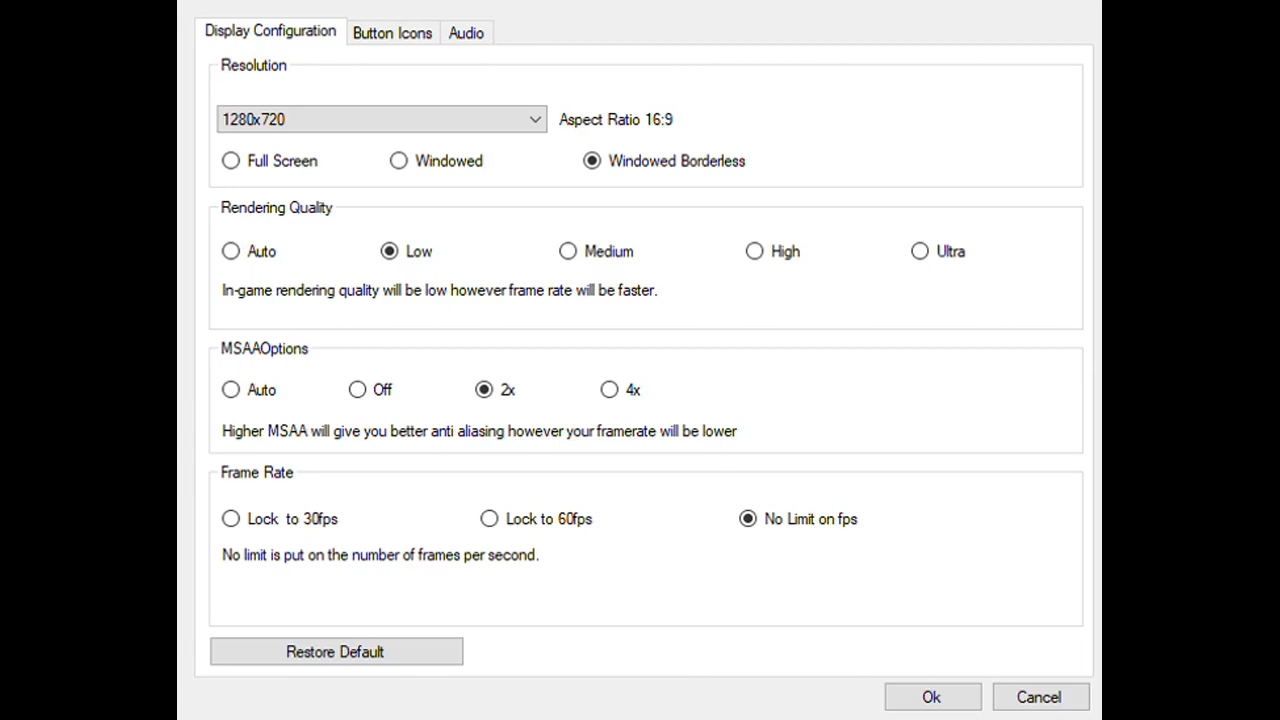 Display Configuration Button Icons Audio
Resolution
1280x720 Aspect Ratio 16:9
Full Screen Windowed Windowed Borderless
Rendering Quality
Auto Low Medium High Ultra
In-game rendering quality will be low however frame rate will be faster.
MSAAOptions
Auto Off 2x 4x
Higher MSAA will give you better anti aliasing however your framerate will be lower
Frame Rate
Lock to 30fps Lock to 60fps No Limit on fps
No limit is put on the number of frames per second.
Restore Default
Ok Cancel